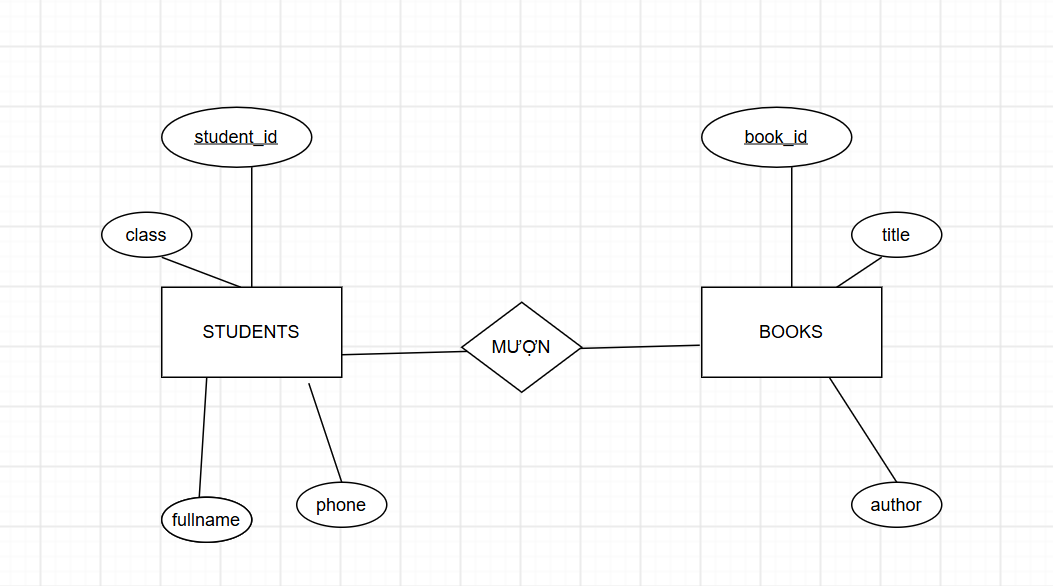 student_id
book_id
class
title
STUDENTS
MƯỢN
BOOKS
fullname
phone
author